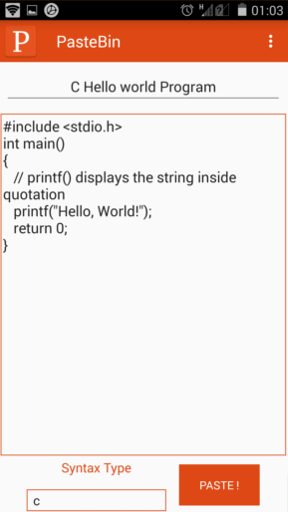 01:03
P PasteBin
C Hello world Program
#include <stdio.h>
int main()
{
// printf() displays the string inside
quotation
printf("Hello, World!");
return 0;
}
Syntax Type
c
PASTE!